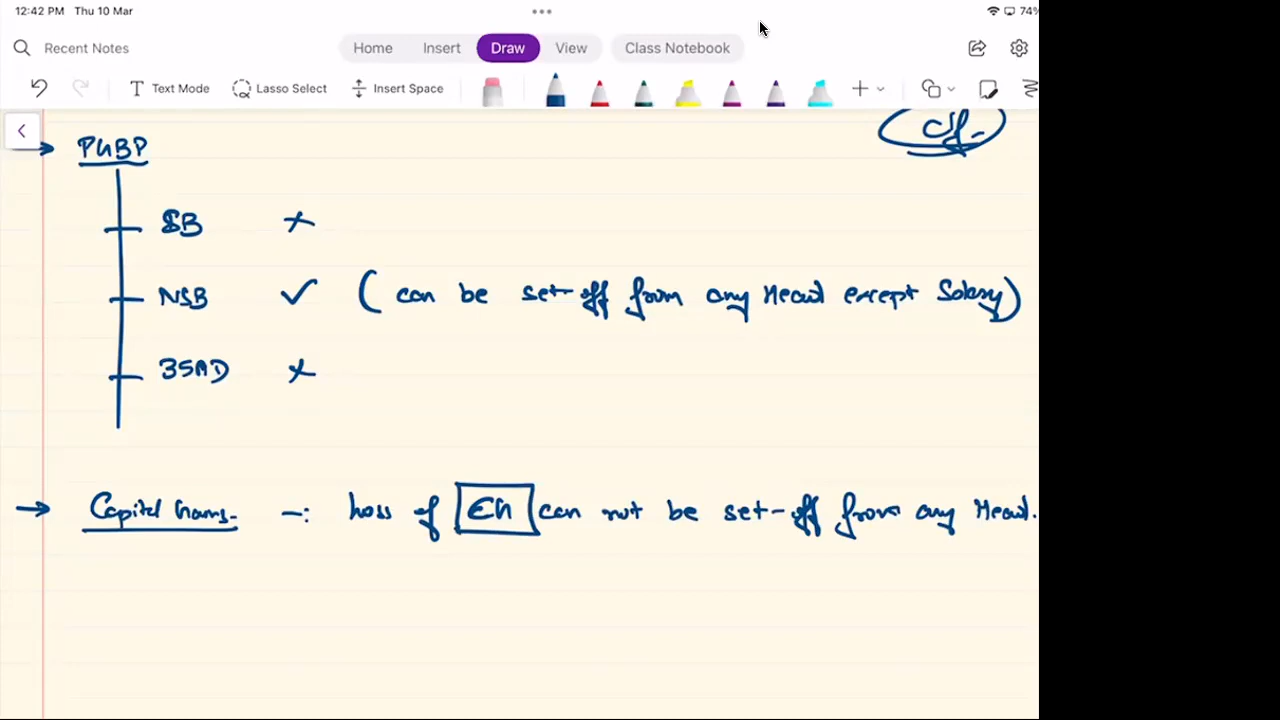 12:42 PM Thu 10 Mar
74%
Recent Notes
Home Insert Draw View Class Notebook
Text Mode Lasso Select Insert Space
PGBP
SB ×
NSB ✓ (can be set-off from any Head except Salary)
35AD ×
→ Capital Gains -: Loss of CG can not be set-off from any Head.